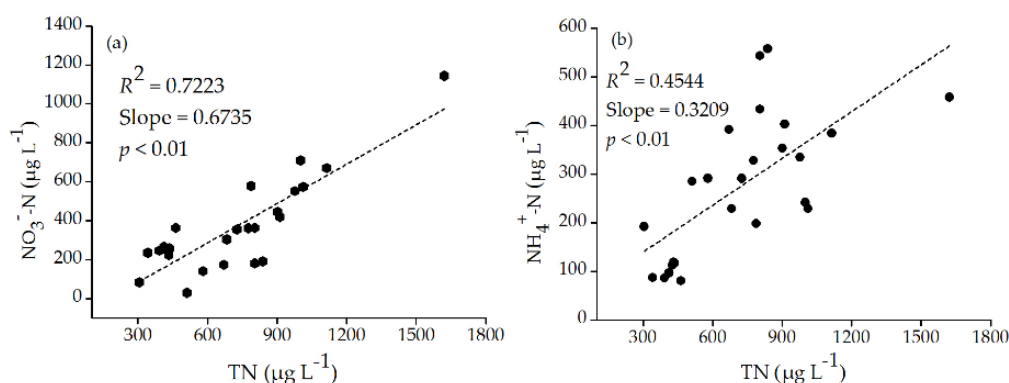 (a)
R² = 0.7223
Slope = 0.6735
p < 0.01
NO₃⁻-N (µg L⁻¹)
1400
1200
1000
800
600
400
200
0
300
600
900
1200
1500
1800
TN (µg L⁻¹)
(b)
R² = 0.4544
Slope = 0.3209
p < 0.01
NH₄⁺-N (µg L⁻¹)
600
500
400
300
200
100
0
300
600
900
1200
1500
1800
TN (µg L⁻¹)